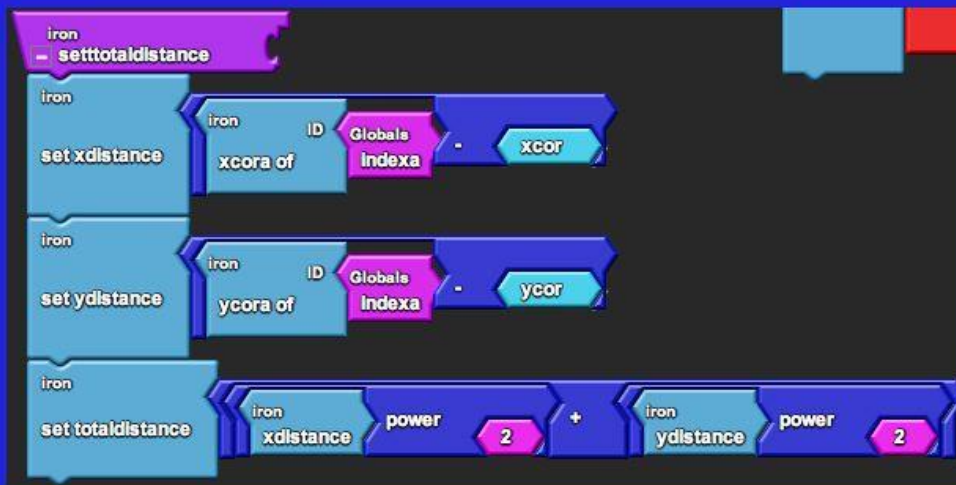 iron
- setttotaldistance
iron
set xdistance
iron
ID
xcora of
Globals
Indexa
-
xcor
iron
set ydistance
iron
ID
ycora of
Globals
Indexa
-
ycor
iron
set totaldistance
iron
xdistance
power
2
+
iron
ydistance
power
2